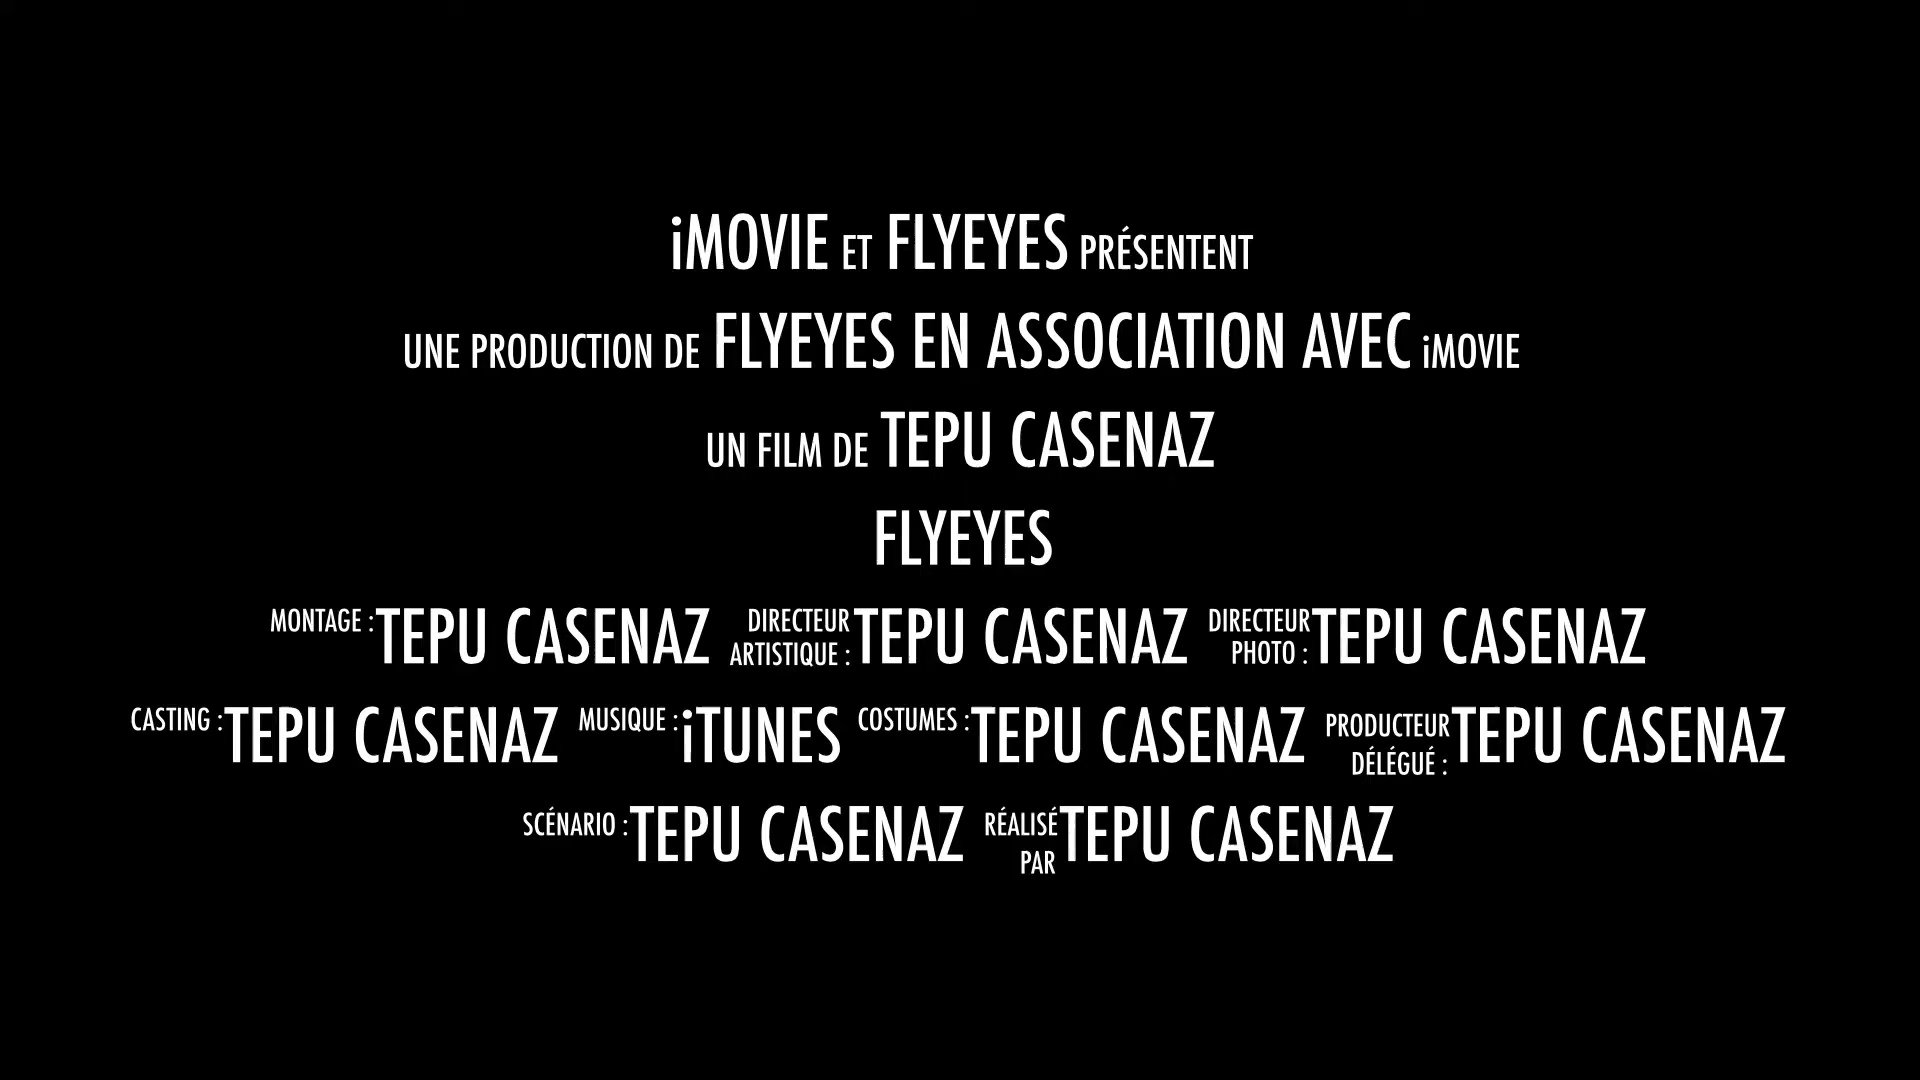 iMOVIE ET FLYEYES PRÉSENTENT
UNE PRODUCTION DE FLYEYES EN ASSOCIATION AVEC iMOVIE
UN FILM DE TEPU CASENAZ
FLYEYES
MONTAGE : TEPU CASENAZ DIRECTEUR ARTISTIQUE : TEPU CASENAZ DIRECTEUR PHOTO : TEPU CASENAZ
CASTING : TEPU CASENAZ MUSIQUE : iTUNES COSTUMES : TEPU CASENAZ PRODUCTEUR DÉLÉGUÉ : TEPU CASENAZ
SCÉNARIO : TEPU CASENAZ RÉALISÉ PAR TEPU CASENAZ